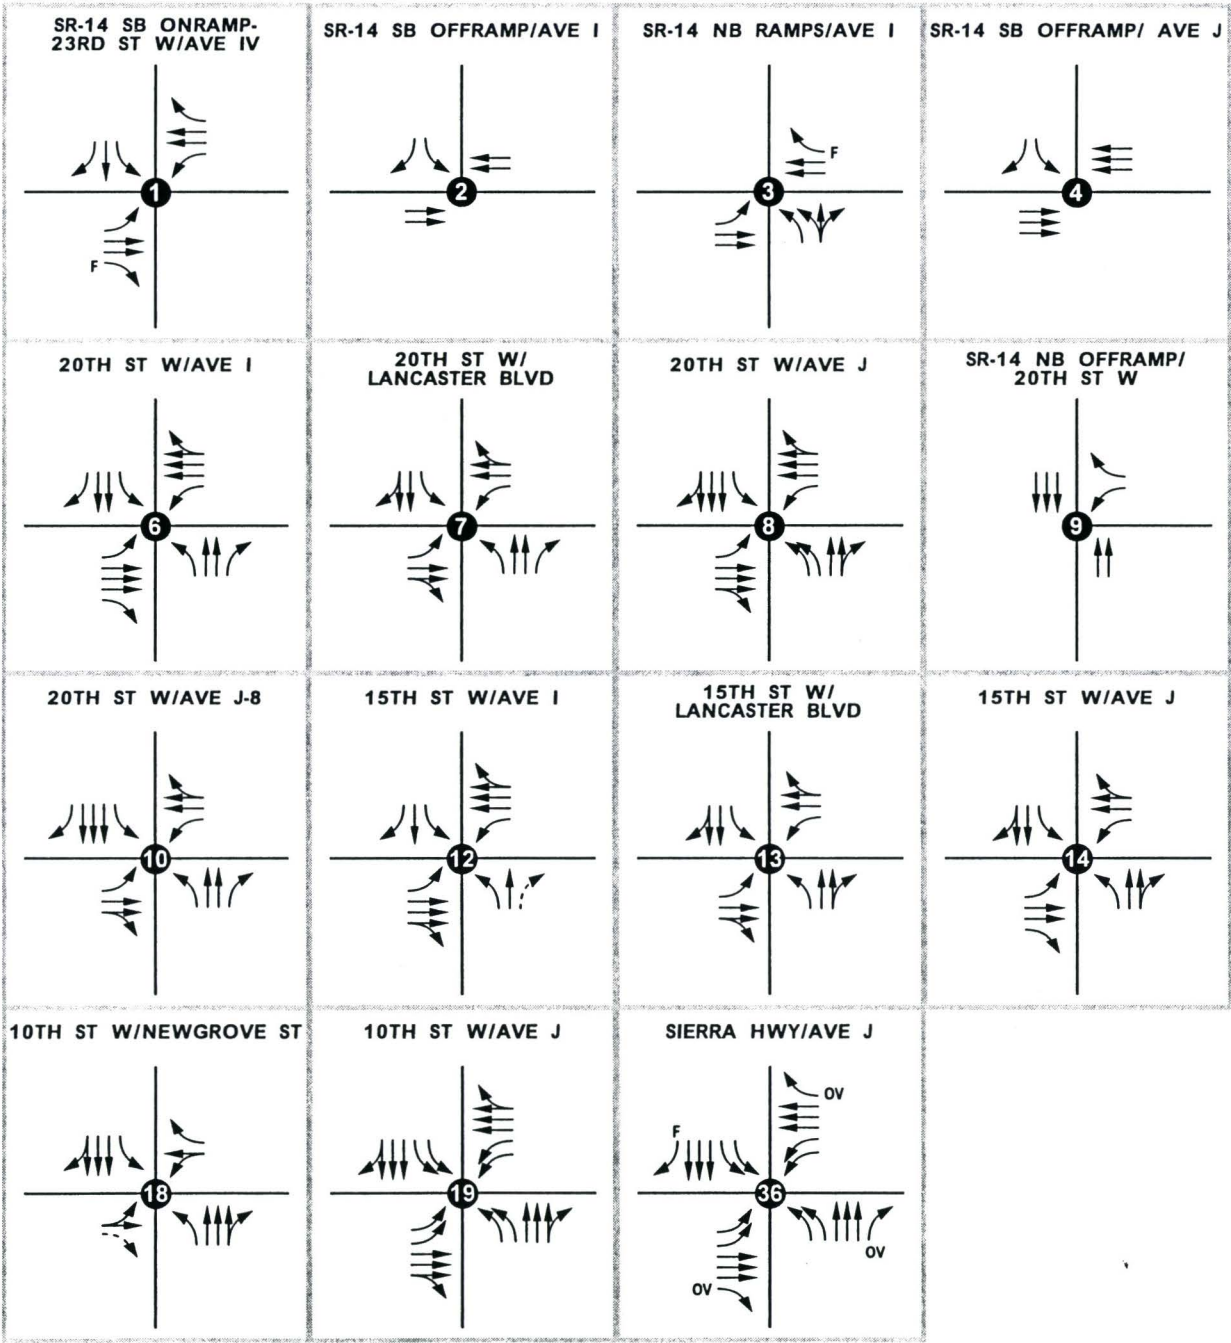 SR-14 SB ONRAMP-
23RD ST W/AVE IV
SR-14 SB OFFRAMP/AVE I
SR-14 NB RAMPS/AVE I
SR-14 SB OFFRAMP/ AVE J
1
F
2
F
3
4
20TH ST W/AVE I
20TH ST W/
LANCASTER BLVD
20TH ST W/AVE J
SR-14 NB OFFRAMP/
20TH ST W
6
7
8
9
20TH ST W/AVE J-8
15TH ST W/AVE I
15TH ST W/
LANCASTER BLVD
15TH ST W/AVE J
10
12
13
14
10TH ST W/NEWGROVE ST
10TH ST W/AVE J
SIERRA HWY/AVE J
18
19
OV
F
36
OV
OV